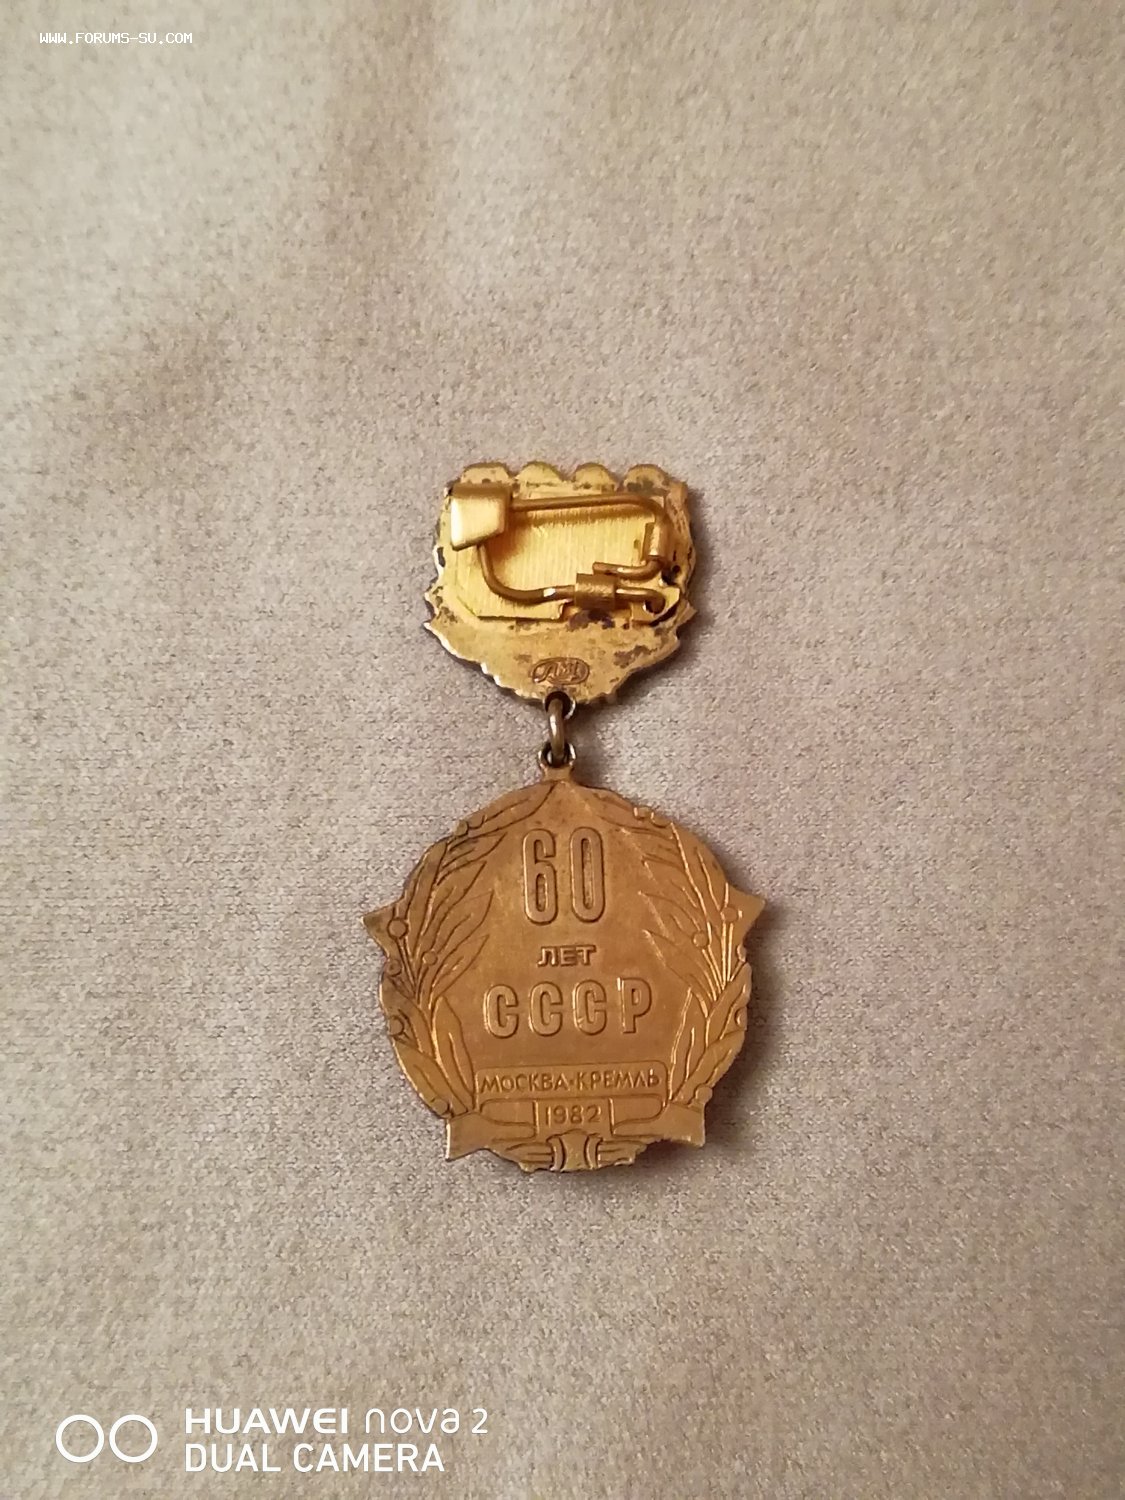 WWW.FORUMS-SU.COM
60
ЛЕТ
СССР
МОСКВА-КРЕМЛЬ
1982
HUAWEI nova 2
DUAL CAMERA